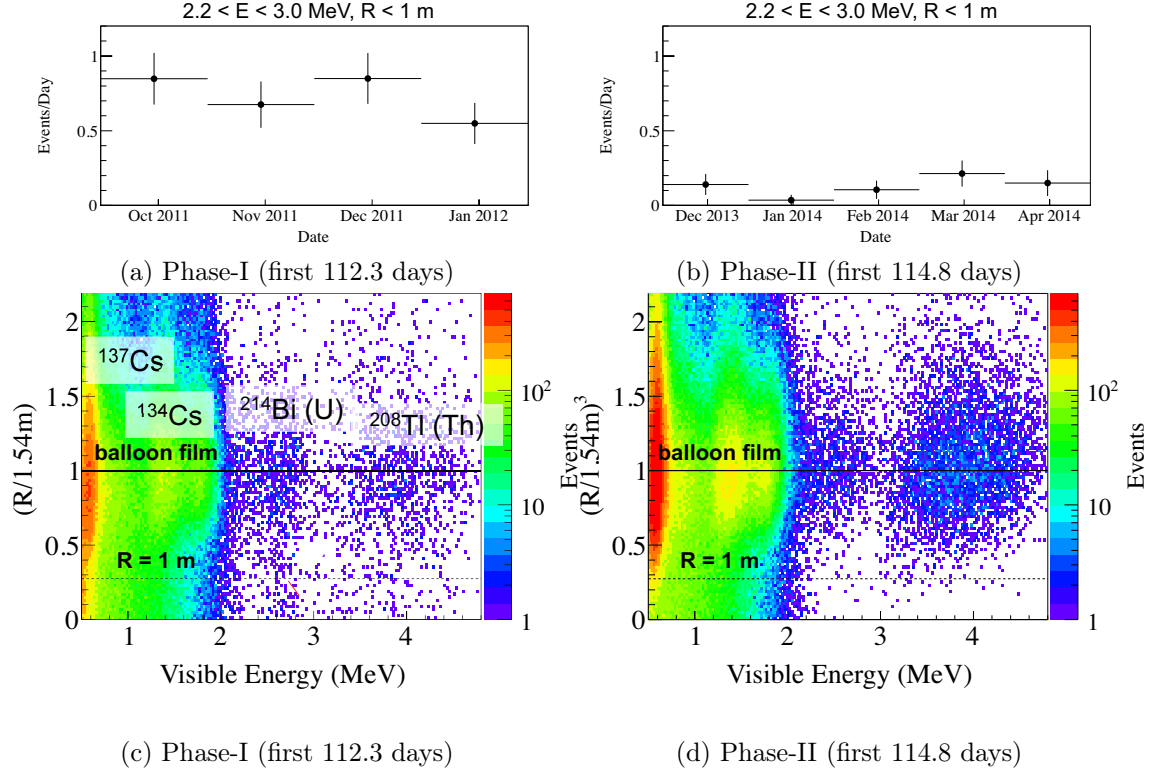 2.2 < E < 3.0 MeV, R < 1 m
Events/Day
1
0.5
0
Oct 2011 Nov 2011 Dec 2011 Jan 2012
Date
(a) Phase-I (first 112.3 days)
2.2 < E < 3.0 MeV, R < 1 m
Events/Day
1
0.5
0
Dec 2013 Jan 2014 Feb 2014 Mar 2014 Apr 2014
Date
(b) Phase-II (first 114.8 days)
(R/1.54m)
2
1.5
1
0.5
0
¹³⁷Cs
¹³⁴Cs
²¹⁴Bi (U)
²⁰⁸Tl (Th)
balloon film
R = 1 m
1 2 3 4
Visible Energy (MeV)
10²
10
1
Events
(c) Phase-I (first 112.3 days)
(R/1.54m)³
2
1.5
1
0.5
0
balloon film
R = 1 m
1 2 3 4
Visible Energy (MeV)
10²
10
1
Events
(d) Phase-II (first 114.8 days)